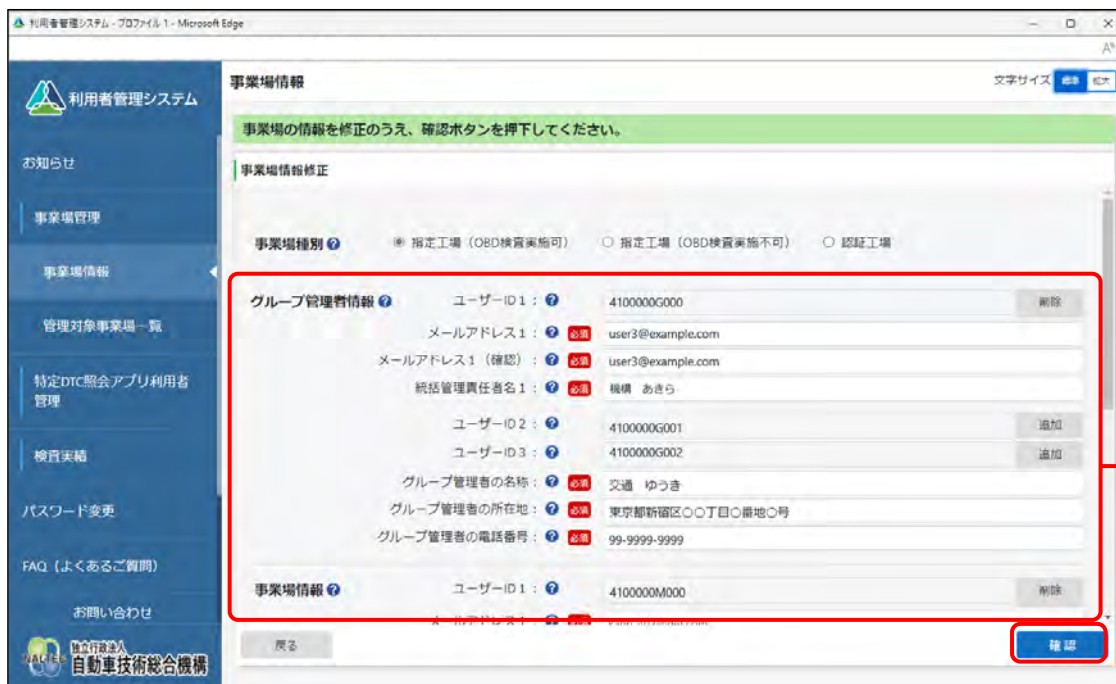 利用者管理システム - プロファイル 1 - Microsoft Edge
利用者管理システム
事業場情報
文字サイズ 標準 拡大
事業場の情報を修正のうえ、確認ボタンを押下してください。
お知らせ
事業場情報修正
事業場管理
事業場種別 指定工場（OBD検査実施可） 指定工場（OBD検査実施不可） 認証工場
事業場情報
グループ管理者情報 ユーザーID1： 4100000G000 削除
管理対象事業場一覧
メールアドレス1： 必須 user3@example.com
メールアドレス1（確認）： 必須 user3@example.com
特定DTC照会アプリ利用者
管理
統括管理責任者名1： 必須 機構 あきら
ユーザーID2： 4100000G001 追加
検査実績
ユーザーID3： 4100000G002 追加
グループ管理者の名称： 必須 交通 ゆうき
パスワード変更
グループ管理者の所在地： 必須 東京都新宿区○○丁目○番地○号
グループ管理者の電話番号： 必須 99-9999-9999
FAQ（よくあるご質問）
事業場情報 ユーザーID1： 4100000M000 削除
お問い合わせ
メールアドレス1： 必須
戻る 確認
独立行政法人
自動車技術総合機構
NALTEC